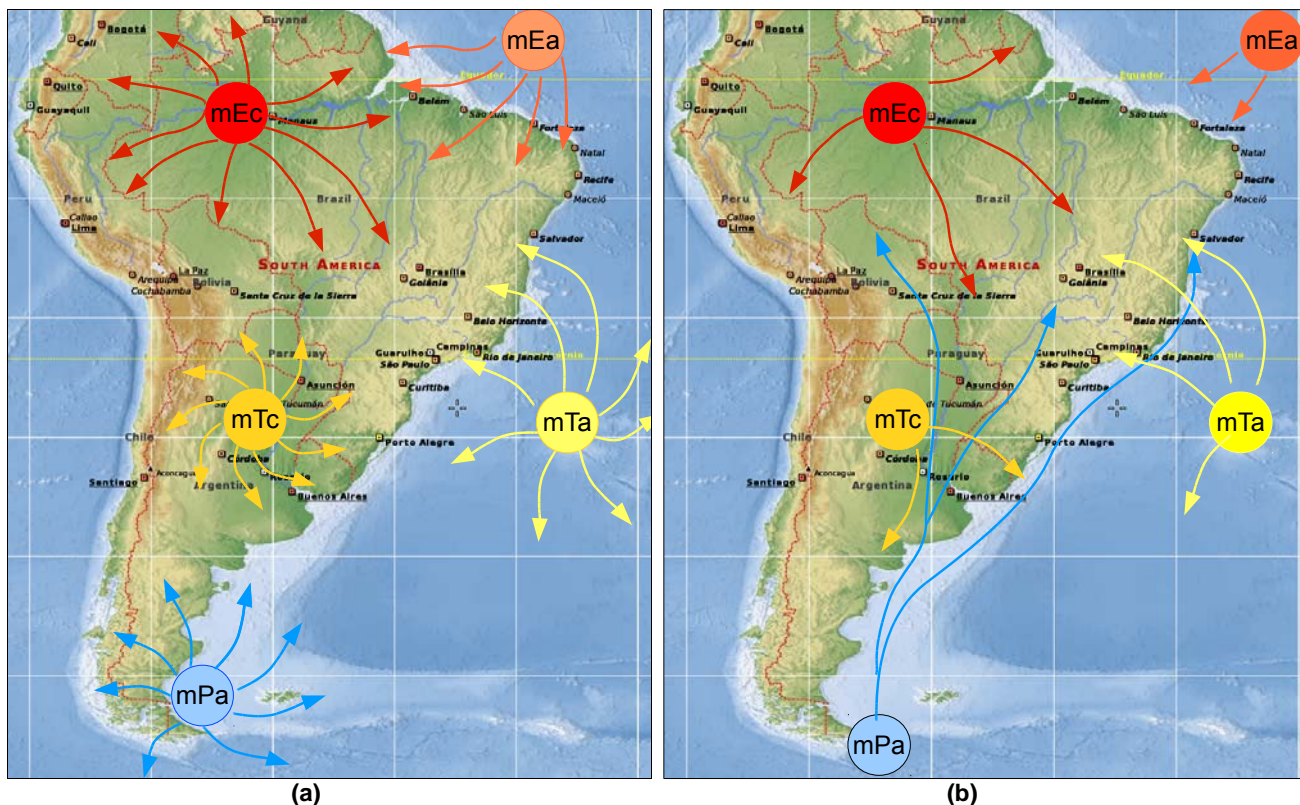 Guyana
Bogotá
Cali
mEa
Equador
Quito
Guayaquil
mEc
Manaus
Belém
São Luis
Fortaleza
Natal
Recife
Maceió
Peru
Brazil
Callao
Lima
Salvador
SOUTH AMERICA
La Paz
Arequipa
Bolivia
Cochabamba
Brasília
Goiânia
Santa Cruz de la Sierra
Belo Horizonte
Paraguay
Campinas
Guarulho
Rio de Janeiro
São Paulo
Asunción
Curitiba
Tucumán
mTc
mTa
Chile
Porto Alegre
Córdoba
Aconcagua
Rosario
Santiago
Argentina
Buenos Aires
mPa
(a)
Guyana
Bogotá
Cali
mEa
Equador
Quito
Guayaquil
mEc
Manaus
Belém
São Luis
Fortaleza
Natal
Recife
Maceió
Peru
Brazil
Callao
Lima
Salvador
SOUTH AMERICA
La Paz
Arequipa
Bolivia
Cochabamba
Brasília
Goiânia
Santa Cruz de la Sierra
Belo Horizonte
Paraguay
Campinas
Guarulho
Rio de Janeiro
São Paulo
Asunción
Curitiba
de Tucumán
mTc
mTa
Chile
Porto Alegre
Córdoba
Aconcagua
Rosario
Santiago
Argentina
Buenos Aires
mPa
(b)